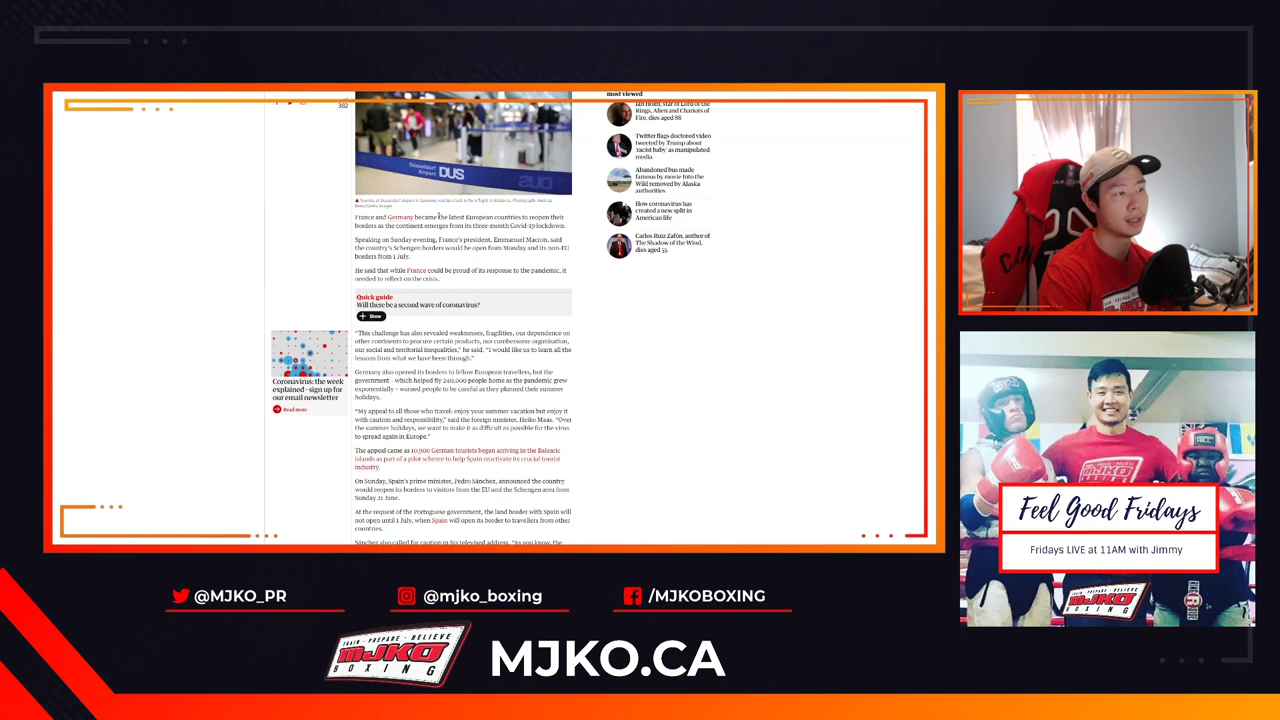 382
Düsseldorf
Airport DUS
France and Germany became the latest European countries to reopen their
borders as the continent emerges from its three-month Covid-19 lockdown.
Speaking on Sunday evening, France's president, Emmanuel Macron, said
the country's Schengen borders would be open from Monday and its non-EU
borders from 1 July.
He said that while France could be proud of its response to the pandemic, it
needed to reflect on the crisis.
Quick guide
Will there be a second wave of coronavirus?
Show
"This challenge has also revealed weaknesses, fragilities, our dependence on
other continents to procure certain products, our cumbersome organisation,
our social and territorial inequalities," he said. "I would like us to learn all the
lessons from what we have been through."
Germany also opened its borders to fellow European travellers, but the
government – which helped fly 240,000 people home as the pandemic grew
exponentially – warned people to be careful as they planned their summer
holidays.
"My appeal to all those who travel: enjoy your summer vacation but enjoy it
with caution and responsibility," said the foreign minister, Heiko Maas. "Over
the summer holidays, we want to make it as difficult as possible for the virus
to spread again in Europe."
The appeal came as 10,900 German tourists began arriving in the Balearic
islands as part of a pilot scheme to help Spain reactivate its crucial tourist
industry.
On Sunday, Spain's prime minister, Pedro Sánchez, announced the country
would reopen its borders to visitors from the EU and the Schengen area from
Sunday 21 June.
At the request of the Portuguese government, the land border with Spain will
not open until 1 July, when Spain will open its border to travellers from other
countries.
Sánchez also called for caution in his televised address. "As you know, the
Coronavirus: the week
explained - sign up for
our email newsletter
Read more
most viewed
Ian Holm, star of Lord of the
Rings, Alien and Chariots of
Fire, dies aged 88
Twitter flags doctored video
tweeted by Trump about
'racist baby' as manipulated
media
Abandoned bus made
famous by movie Into the
Wild removed by Alaska
authorities
How coronavirus has
created a new split in
American life
Carlos Ruiz Zafón, author of
The Shadow of the Wind,
dies aged 55
Feel Good Fridays
Fridays LIVE at 11AM with Jimmy
@MJKO_PR
@mjko_boxing
/MJKOBOXING
TRAIN · PREPARE · BELIEVE
MJKO
BOXING
MJKO.CA